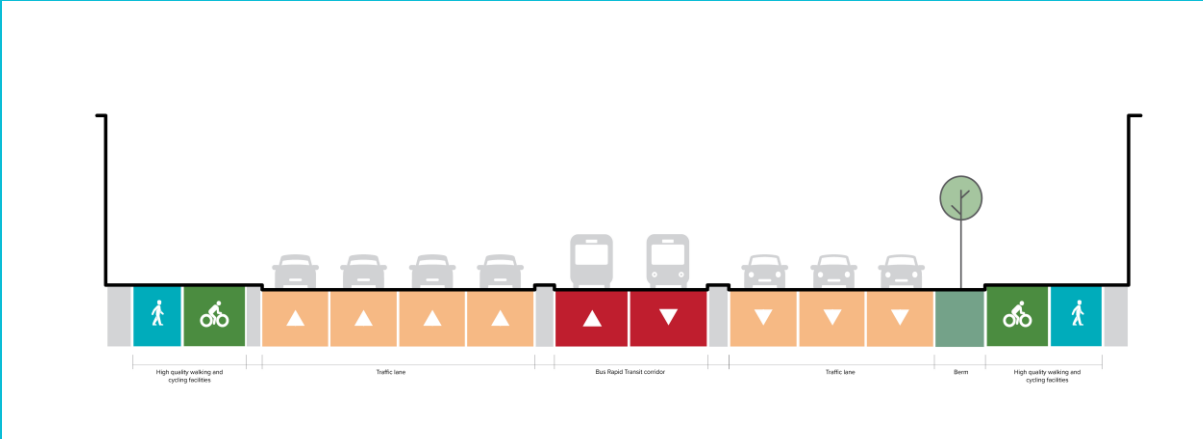 High quality walking and
cycling facilities
Traffic lane
Bus Rapid Transit corridor
Traffic lane
Berm
High quality walking and
cycling facilities